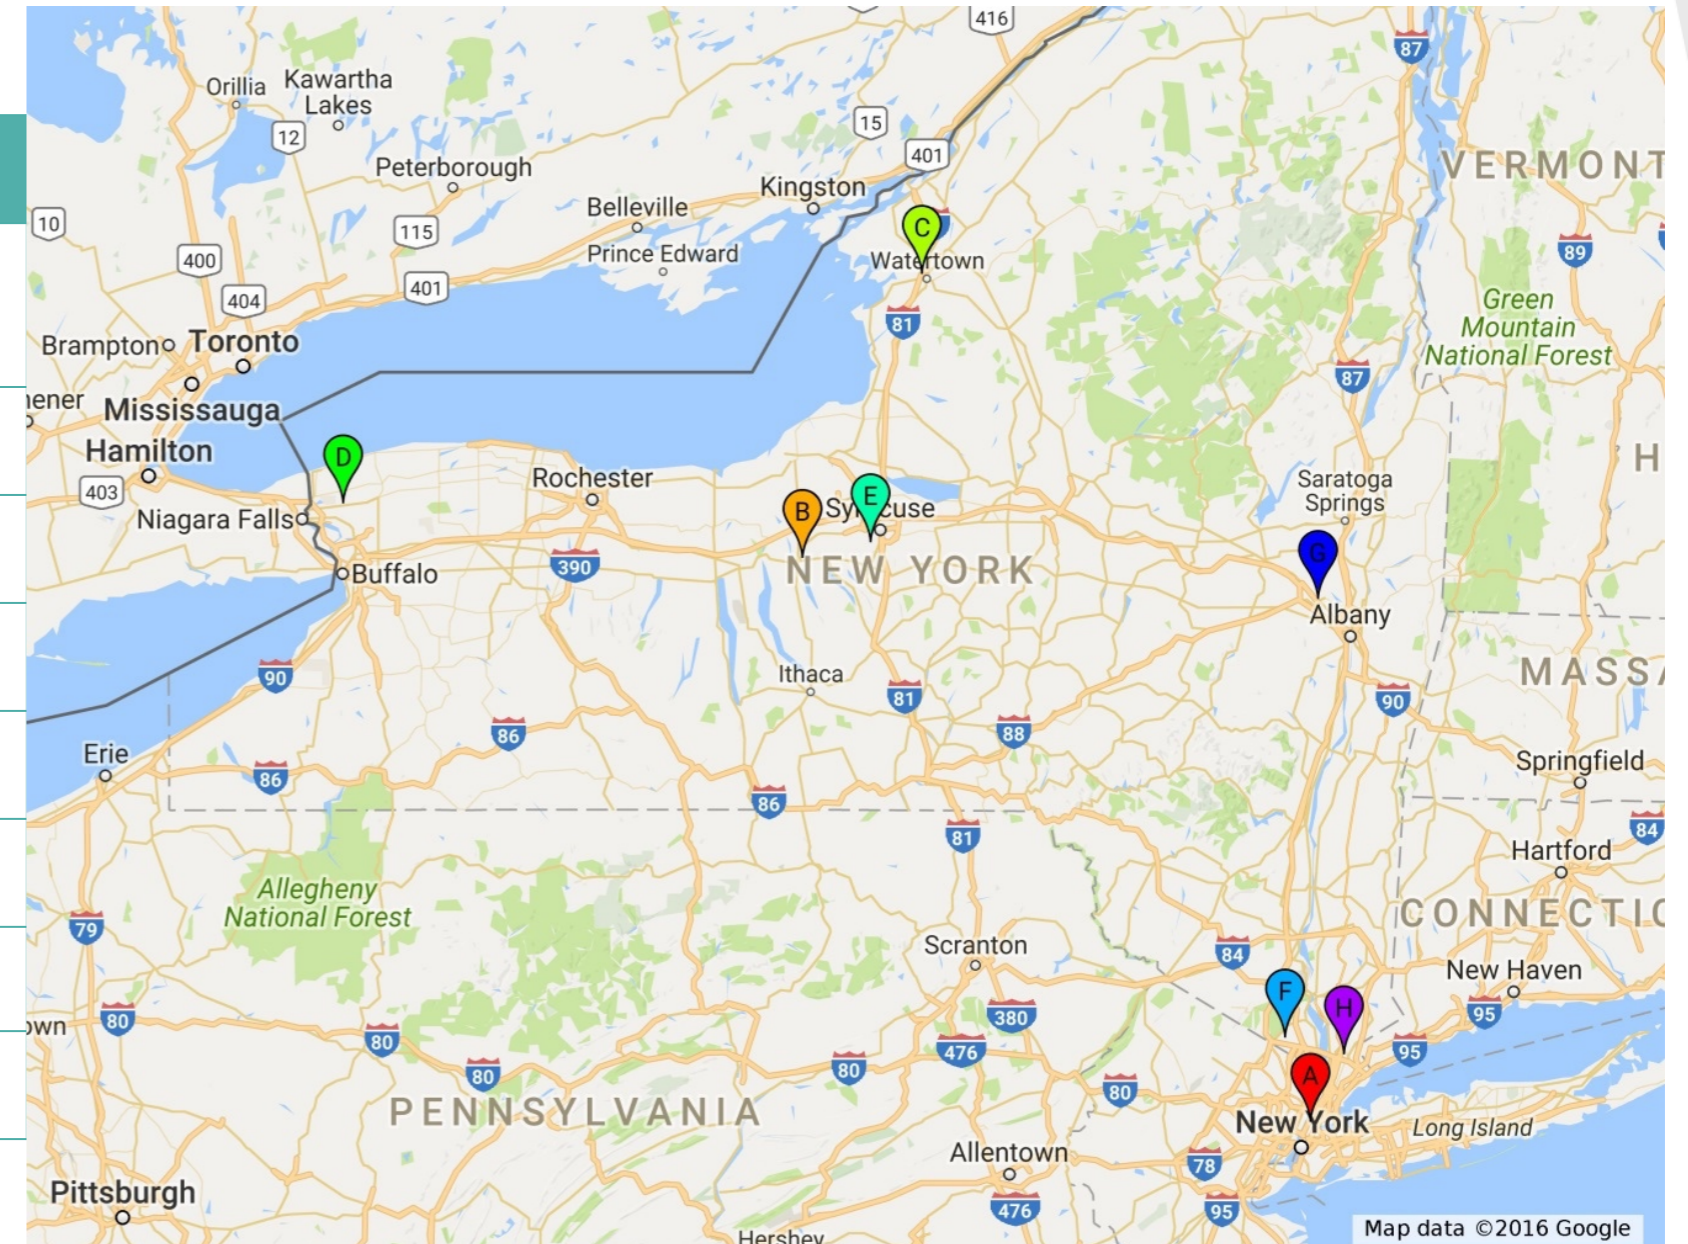 416
87
Orillia
Kawartha
Lakes
12
15
401
Peterborough
VERMONT
Kingston
10
115
Belleville
C
89
400
Prince Edward
Watertown
404
401
81
Green
Mountain
National Forest
Brampton
Toronto
87
ener
Mississauga
Hamilton
D
H
403
Rochester
Saratoga
Springs
Niagara Falls
B
E
Sy cuse
390
NEW YORK
G
Buffalo
Albany
90
Ithaca
81
MASSA
90
86
88
Erie
86
Springfield
86
81
84
Hartford
Allegheny
National Forest
79
CONNECTIC
Scranton
84
New Haven
F
H
95
own
80
380
80
476
95
80
80
80
A
PENNSYLVANIA
New York
Long Island
Allentown
78
Pittsburgh
476
95
Hershey
Map data ©2016 Google